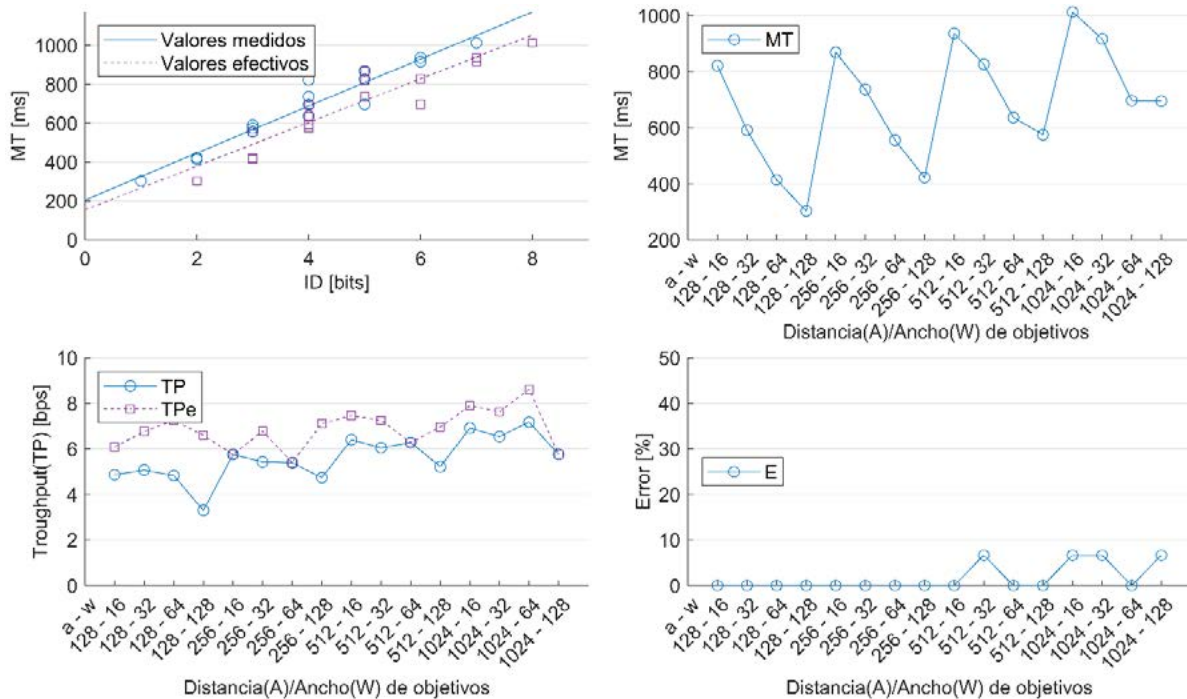 Valores medidos
Valores efectivos
1000
800
600
400
200
0
MT [ms]
0 2 4 6 8
ID [bits]
MT
1000
800
600
400
200
MT [ms]
a - w
128 - 16
128 - 32
128 - 64
128 - 128
256 - 16
256 - 32
256 - 64
256 - 128
512 - 16
512 - 32
512 - 64
512 - 128
1024 - 16
1024 - 32
1024 - 64
1024 - 128
Distancia(A)/Ancho(W) de objetivos
TP
TPe
10
8
6
4
2
0
Troughput(TP) [bps]
a - w
128 - 16
128 - 32
128 - 64
128 - 128
256 - 16
256 - 32
256 - 64
256 - 128
512 - 16
512 - 32
512 - 64
512 - 128
1024 - 16
1024 - 32
1024 - 64
1024 - 128
Distancia(A)/Ancho(W) de objetivos
E
50
40
30
20
10
0
Error [%]
a - w
128 - 16
128 - 32
128 - 64
128 - 128
256 - 16
256 - 32
256 - 64
256 - 128
512 - 16
512 - 32
512 - 64
512 - 128
1024 - 16
1024 - 32
1024 - 64
1024 - 128
Distancia(A)/Ancho(W) de objetivos